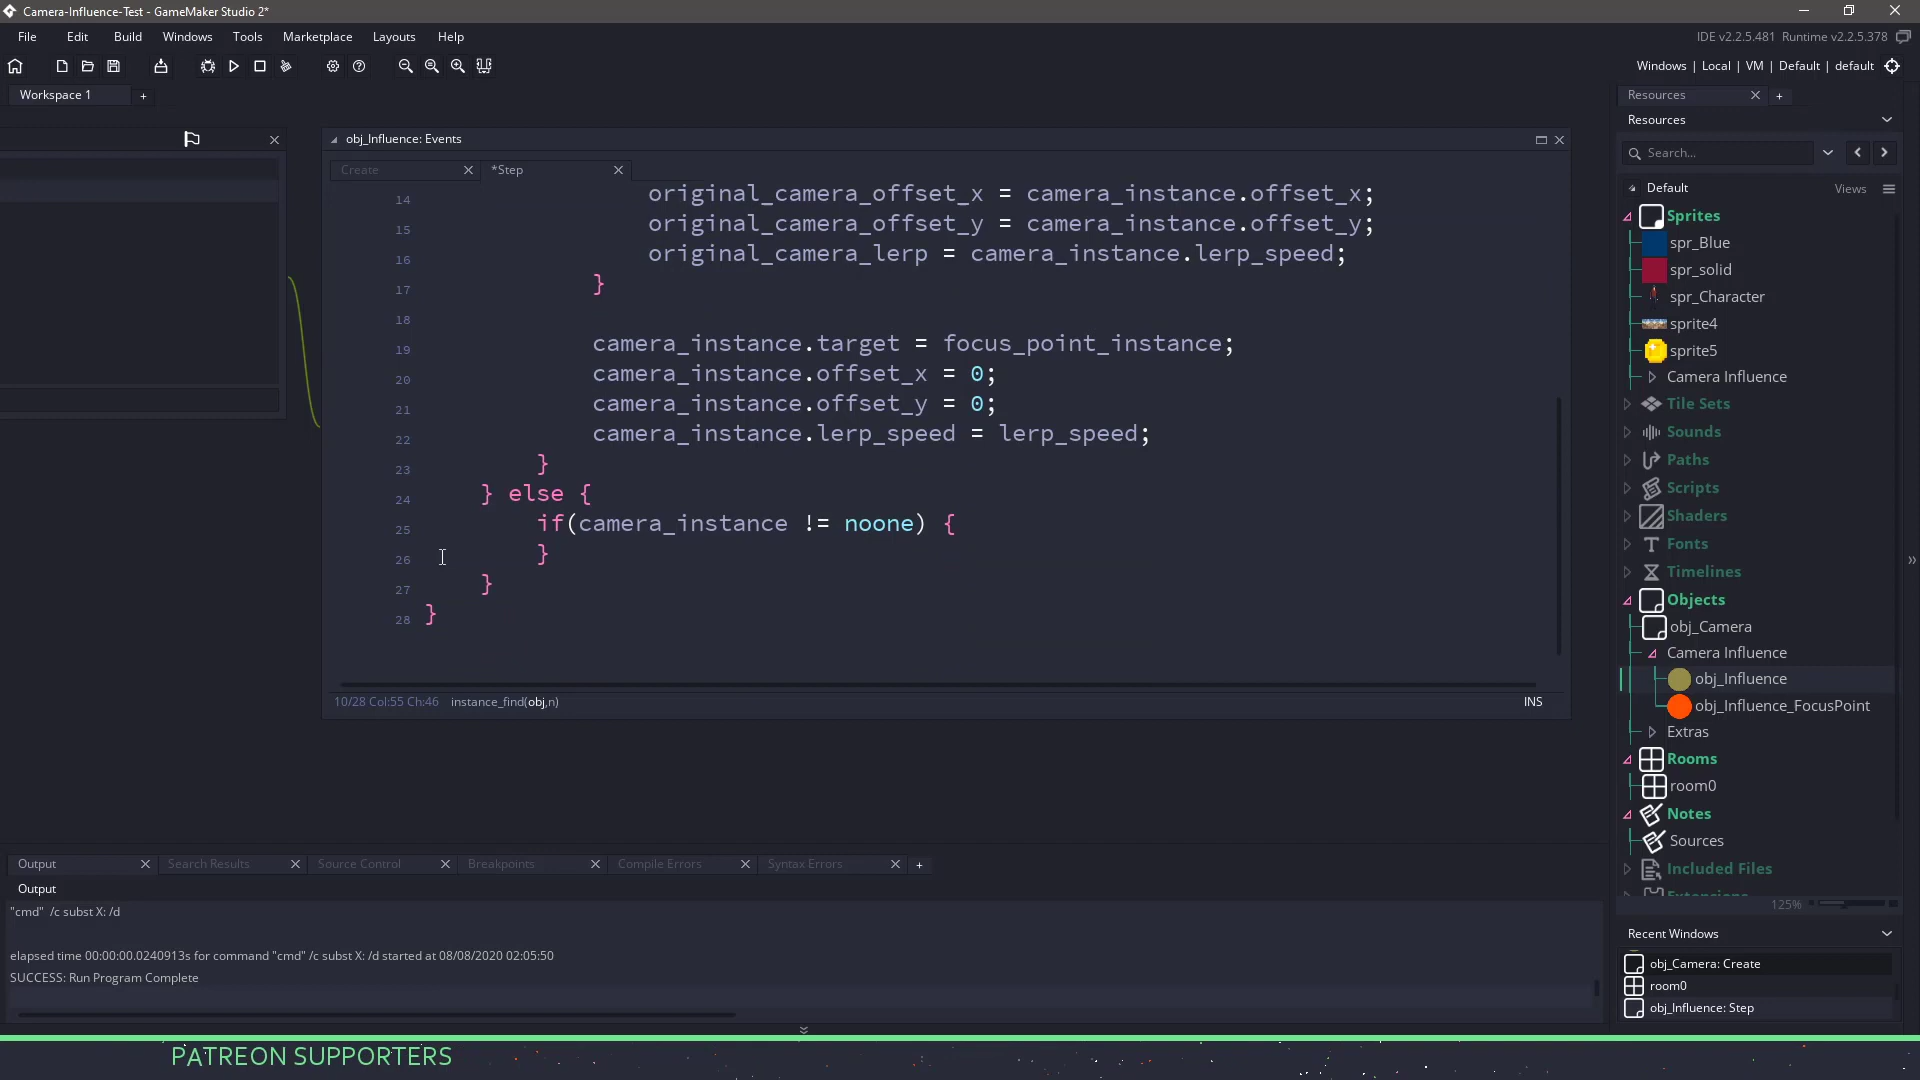 Camera-Influence-Test - GameMaker Studio 2*
File Edit Build Windows Tools Marketplace Layouts Help
IDE v2.2.5.481 Runtime v2.2.5.378
Windows | Local | VM | Default | default
Workspace 1
+
obj_Influence: Events
Create
*Step
14 original_camera_offset_x = camera_instance.offset_x;
15 original_camera_offset_y = camera_instance.offset_y;
16 original_camera_lerp = camera_instance.lerp_speed;
17 }
18
19 camera_instance.target = focus_point_instance;
20 camera_instance.offset_x = 0;
21 camera_instance.offset_y = 0;
22 camera_instance.lerp_speed = lerp_speed;
23 }
24 } else {
25 if(camera_instance != noone) {
26 }
27 }
28 }
10/28 Col:55 Ch:46 instance_find(obj,n)
INS
Resources
+
Resources
Search...
Default
Views
Sprites
spr_Blue
spr_solid
spr_Character
sprite4
sprite5
Camera Influence
Tile Sets
Sounds
Paths
Scripts
Shaders
Fonts
Timelines
Objects
obj_Camera
Camera Influence
obj_Influence
obj_Influence_FocusPoint
Extras
Rooms
room0
Notes
Sources
Included Files
Extensions
125%
Recent Windows
obj_Camera: Create
room0
obj_Influence: Step
Output
Search Results
Source Control
Breakpoints
Compile Errors
Syntax Errors
+
Output
"cmd" /c subst X: /d
elapsed time 00:00:00.0240913s for command "cmd" /c subst X: /d started at 08/08/2020 02:05:50
SUCCESS: Run Program Complete
PATREON SUPPORTERS